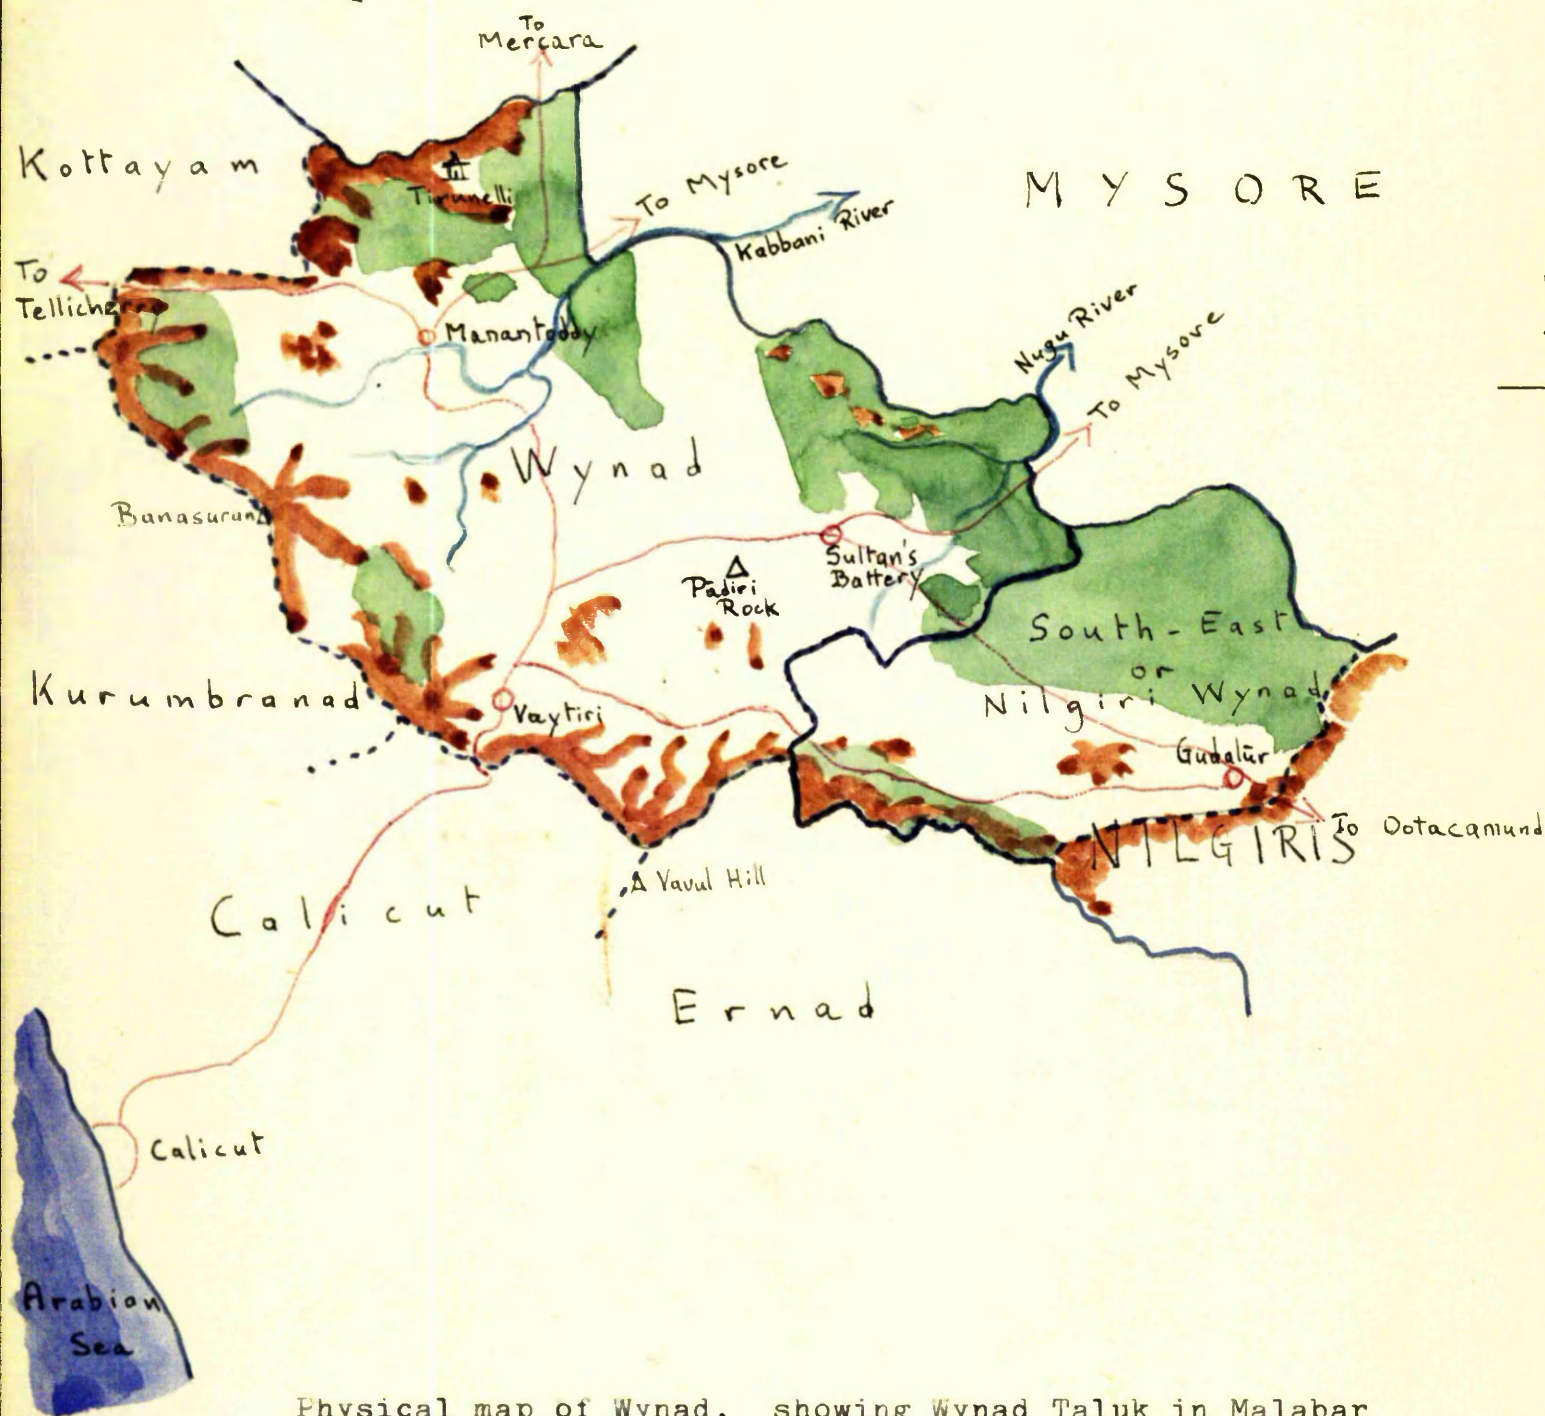 To
Mercara
Kottayam
Tirunelli
To Mysore
MYSORE
Kabbani River
To
Tellicherry
Manantoddy
Nugu River
To Mysore
Wynad
Banasuram
Sultan's
Battery
Padiri
Rock
South-East
or
Nilgiri Wynad
Kurumbranad
Vaytiri
Gudalūr
NILGIRIS
To Ootacamund
Vavul Hill
Calicut
Ernad
Calicut
Arabian
Sea
Physical map of Wynad, showing Wynad Taluk in Malabar